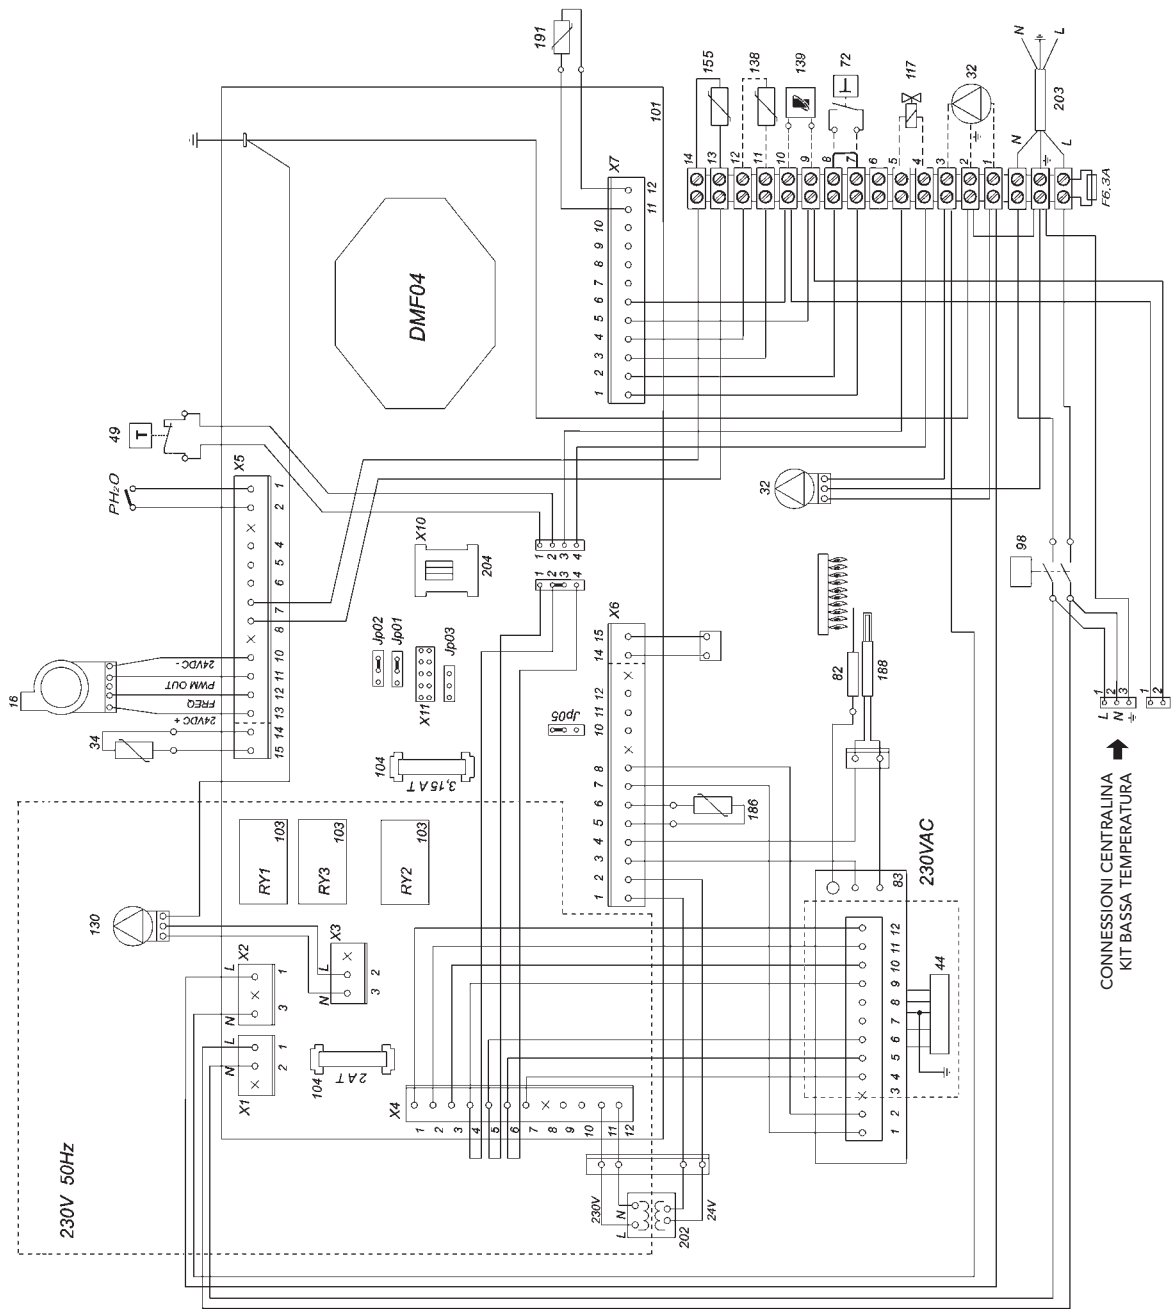 191
155
138
139
72
117
32
N
L
203
N
L
101
X7
1 2 3 4 5 6 7 8 9 10 11 12
14 13 12 11 10 9 8 7 6 5 4 3 2 1
F6,3A
DMF04
49
T
PH2O
X5
1 2 X 4 5 6 7 8 X 10 11 12 13 14 15
16
24VDC -
PWM OUT
FREQ
24VDC +
34
X10
204
1 2 3 4
1 2 3 4
Jp02
Jp01
X11
Jp03
104
3,15 A T
32
98
X6
1 2 3 4 5 6 7 8 X 10 11 12 X 14 15
Jp05
186
82
188
1 2 3
L N
1 2
CONNESSIONI CENTRALINA
KIT BASSA TEMPERATURA
230VAC
83
1 2 3 4 5 6 7 8 9 10 11 12
X
44
RY1
103
RY3
103
RY2
103
130
X3
L N
X 2 3
X2
L N
1 X 3
X1
L N
1 2 X
104
2 A T
X4
1 2 3 4 5 6 7 8 9 10 11 12
X
230V
N
L
202
24V
230V 50Hz